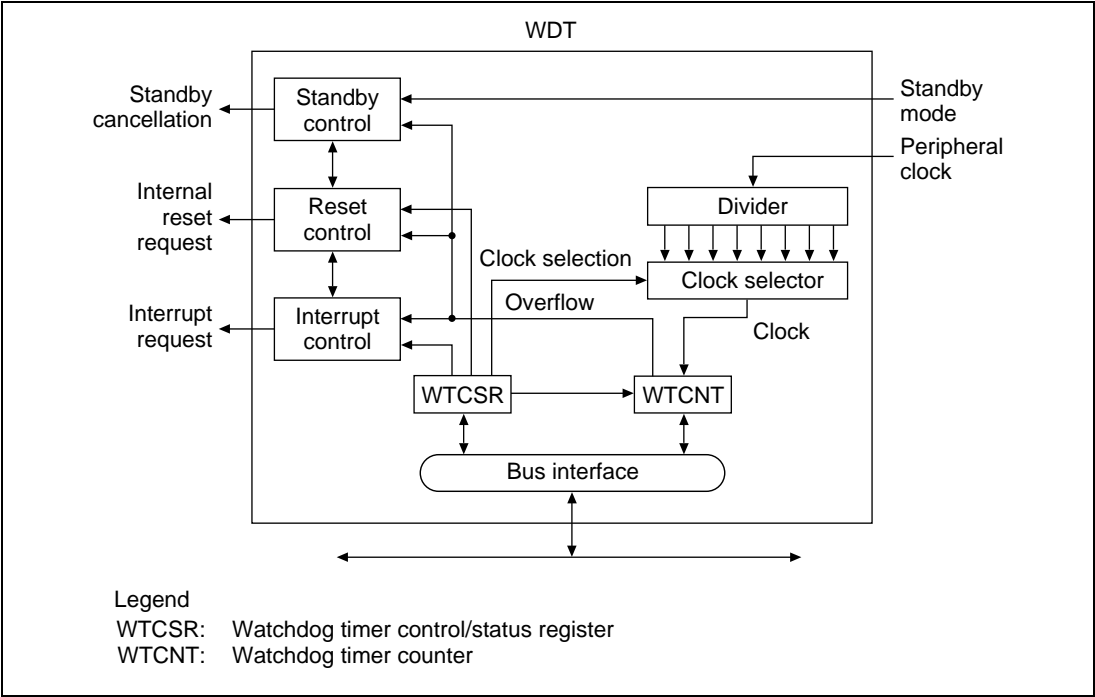 WDT
Standby
cancellation
Standby
control
Standby
mode
Peripheral
clock
Internal
reset
request
Reset
control
Divider
Clock selection
Clock selector
Overflow
Interrupt
request
Interrupt
control
Clock
WTCSR
WTCNT
Bus interface
Legend
WTCSR: Watchdog timer control/status register
WTCNT: Watchdog timer counter